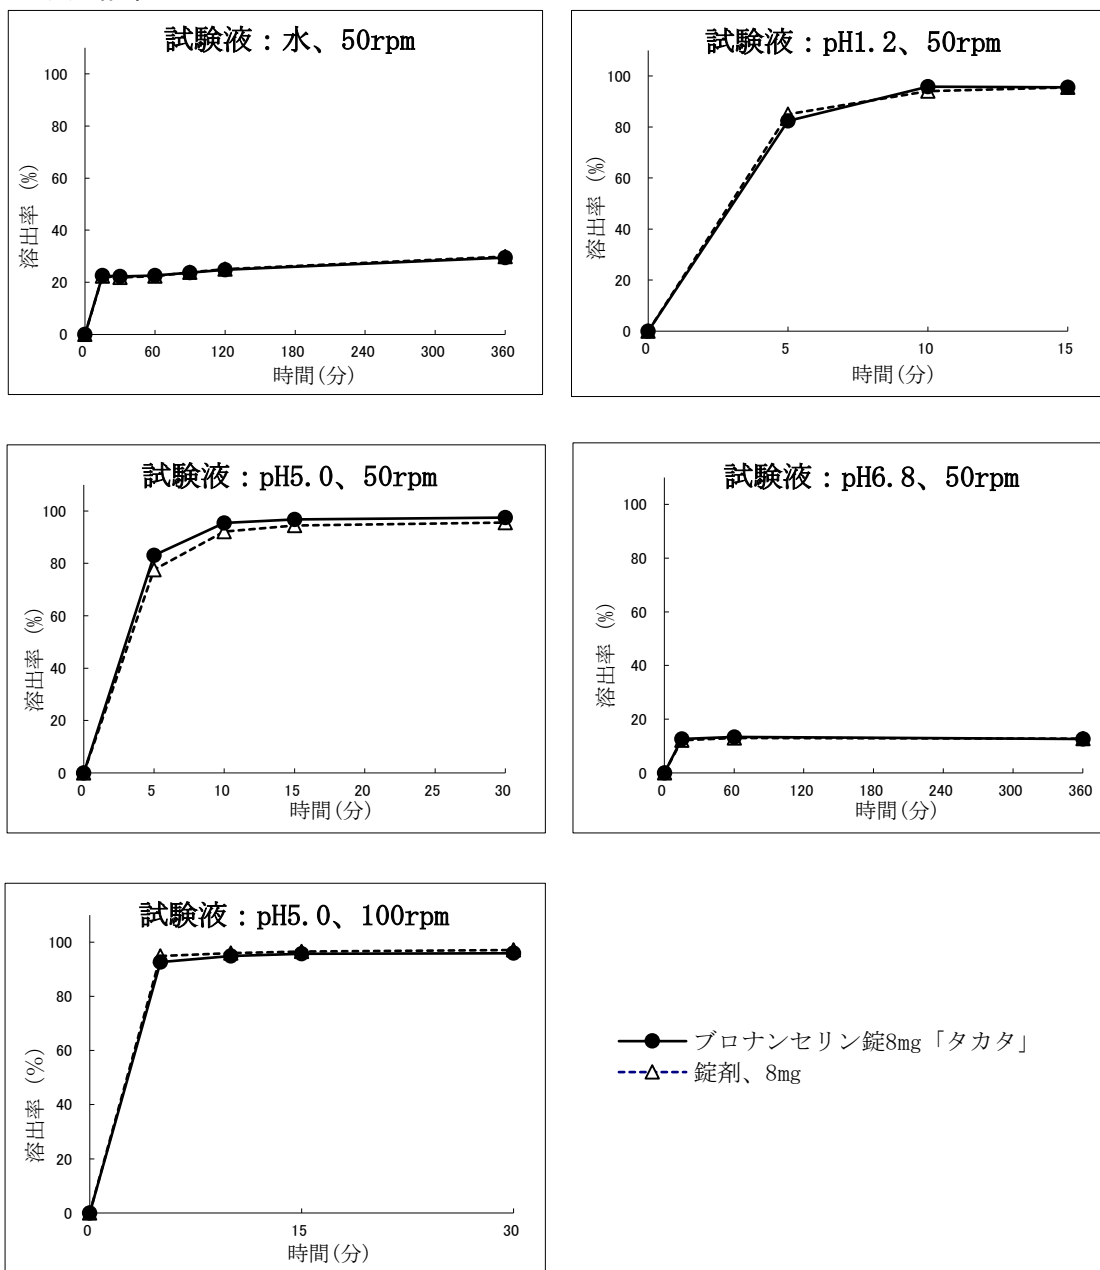 試験液：水、50rpm
溶出率 (%)
100
80
60
40
20
0
0 60 120 180 240 300 360
時間(分)
試験液：pH1.2、50rpm
溶出率 (%)
100
80
60
40
20
0
0 5 10 15
時間(分)
試験液：pH5.0、50rpm
溶出率 (%)
100
80
60
40
20
0
0 5 10 15 20 25 30
時間(分)
試験液：pH6.8、50rpm
溶出率 (%)
100
80
60
40
20
0
0 60 120 180 240 300 360
時間(分)
試験液：pH5.0、100rpm
溶出率 (%)
100
80
60
40
20
0
0 15 30
時間(分)
ブロナンセリン錠8mg「タカタ」
錠剤、8mg